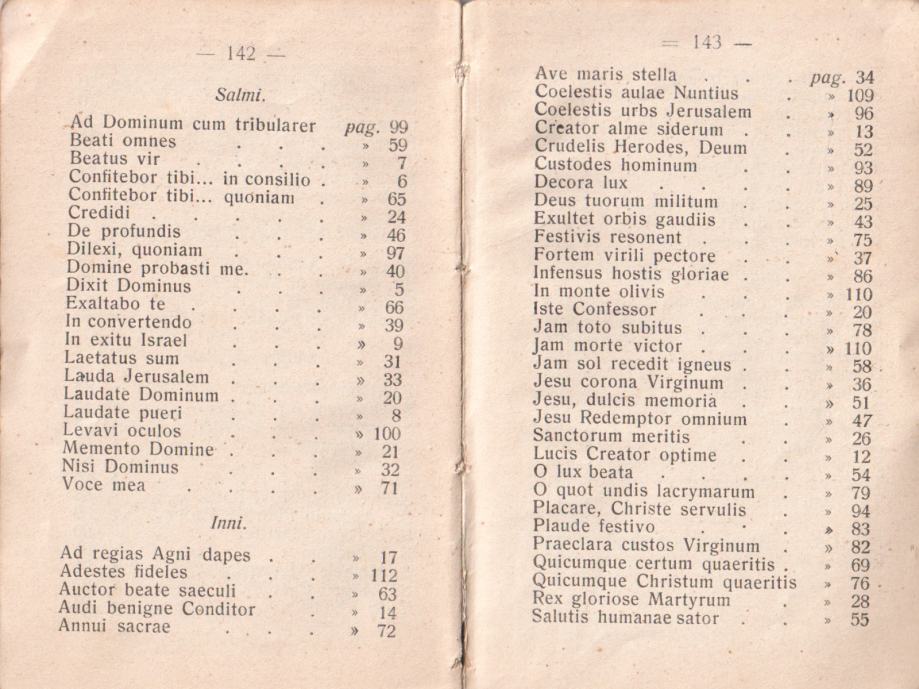 — 142 —
Salmi.
Ad Dominum cum tribularer pag. 99
Beati omnes . . . » 59
Beatus vir . . . . » 7
Confitebor tibi... in consilio . » 6
Confitebor tibi... quoniam . » 65
Credidi . . . . » 24
De profundis . . . » 46
Dilexi, quoniam . . . » 97
Domine probasti me. . . » 40
Dixit Dominus . . . » 5
Exaltabo te . . . . » 66
In convertendo . . . » 39
In exitu Israel . . . » 9
Laetatus sum . . . » 31
Lauda Jerusalem . . . » 33
Laudate Dominum . . . » 20
Laudate pueri . . . » 8
Levavi oculos . . . » 100
Memento Domine . . . » 21
Nisi Dominus . . . » 32
Voce mea . . . . » 71
Inni.
Ad regias Agni dapes . . » 17
Adestes fideles . . . » 112
Auctor beate saeculi . . » 63
Audi benigne Conditor . » 14
Annui sacrae . . . . » 72
= 143 —
Ave maris stella . . . pag. 34
Coelestis aulae Nuntius . » 109
Coelestis urbs Jerusalem . » 96
Creator alme siderum . . » 13
Crudelis Herodes, Deum . » 52
Custodes hominum . . » 93
Decora lux . . . . » 89
Deus tuorum militum . . » 25
Exultet orbis gaudiis . . » 43
Festivis resonent . . . » 75
Fortem virili pectore . . » 37
Infensus hostis gloriae . . » 86
In monte olivis . . . » 110
Iste Confessor . . . » 20
Jam toto subitus . . . » 78
Jam morte victor . . . » 110
Jam sol recedit igneus . . » 58
Jesu corona Virginum . . » 36
Jesu, dulcis memoria . . » 51
Jesu Redemptor omnium . » 47
Sanctorum meritis . . » 26
Lucis Creator optime . . » 12
O lux beata . . . . » 54
O quot undis lacrymarum . » 79
Placare, Christe servulis . » 94
Plaude festivo . . . » 83
Praeclara custos Virginum . » 82
Quicumque certum quaeritis . » 69
Quicumque Christum quaeritis » 76
Rex gloriose Martyrum . » 28
Salutis humanae sator . . » 55